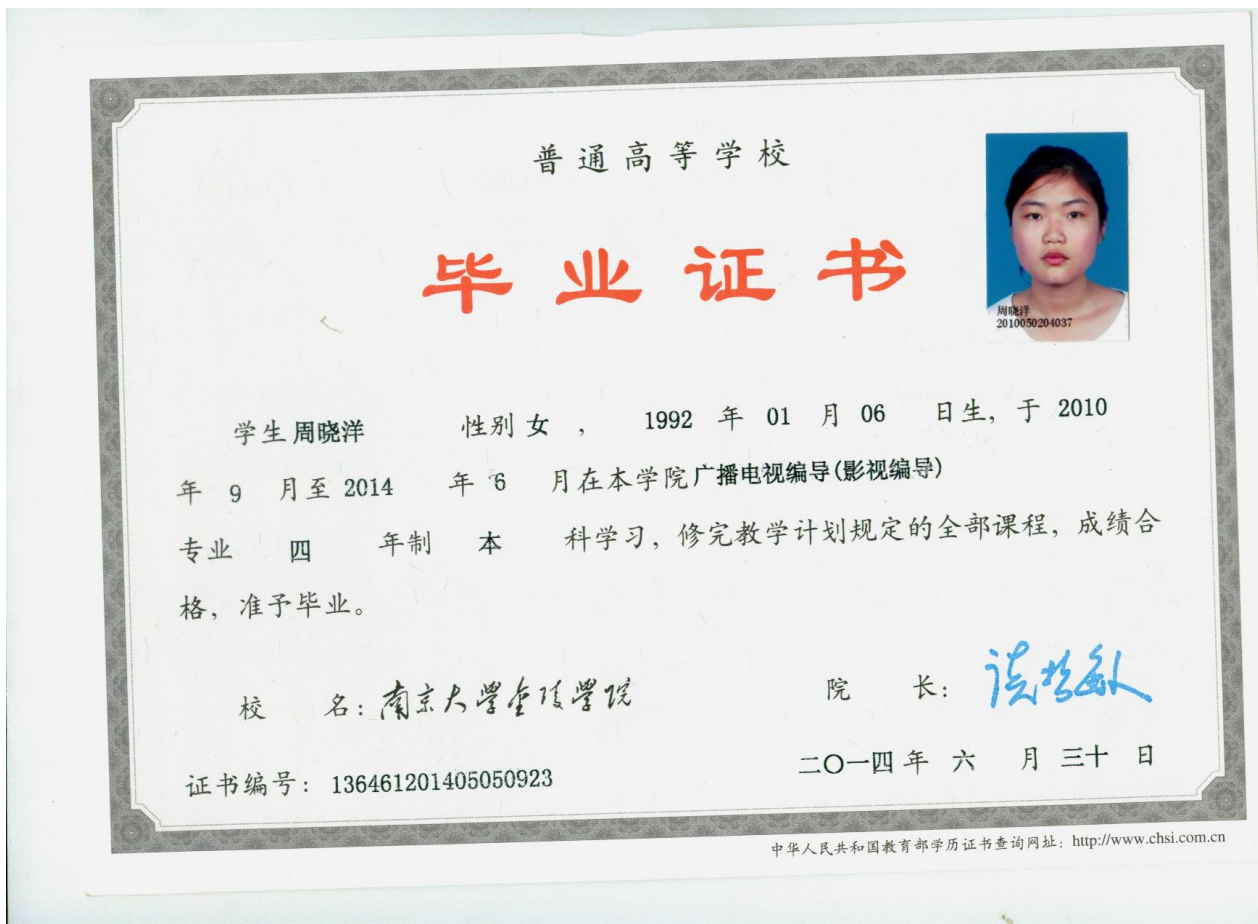 普通高等学校
毕业证书
周晓洋
2010050204037
学生 周晓洋 性别 女 , 1992 年 01 月 06 日生, 于 2010
年 9 月至 2014 年 6 月在本学院 广播电视编导(影视编导)
专业 四 年制 本 科学习, 修完教学计划规定的全部课程, 成绩合
格, 准予毕业。
校 名: 南京大學金陵學院
院 长:
证书编号: 136461201405050923
二〇一四 年 六 月 三十 日
中华人民共和国教育部学历证书查询网址: http://www.chsi.com.cn